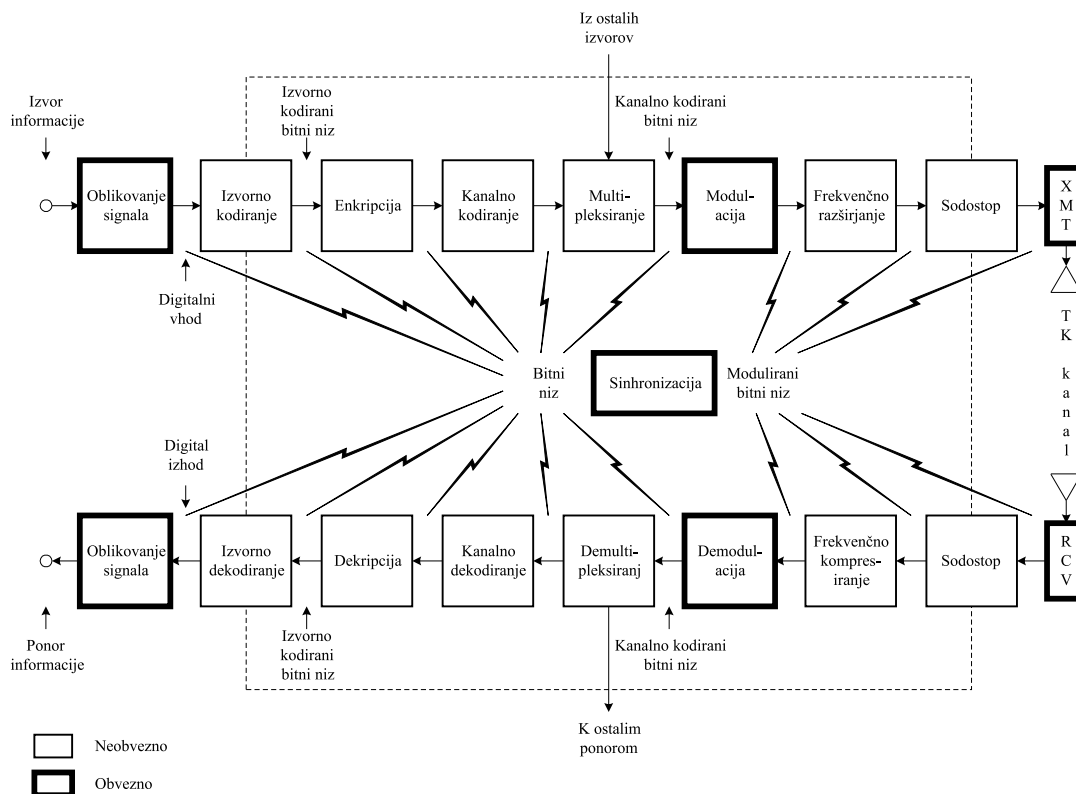 Iz ostalih
izvorov
Izvor
informacije
Izvorno
kodirani
bitni niz
Kanalno kodirani
bitni niz
Oblikovanje
signala
Izvorno
kodiranje
Enkripcija
Kanalno
kodiranje
Multi-
pleksiranje
Modul-
acija
Frekvenčno
razširjanje
Sodostop
X
M
T
Digitalni
vhod
Bitni
niz
Sinhronizacija
Modulirani
bitni niz
T
K
k
a
n
a
l
Digital
izhod
Oblikovanje
signala
Izvorno
dekodiranje
Dekripcija
Kanalno
dekodiranje
Demulti-
pleksiranj
Demodul-
acija
Frekvenčno
kompres-
iranje
Sodostop
R
C
V
Ponor
informacije
Izvorno
kodirani
bitni niz
Kanalno kodirani
bitni niz
K ostalim
ponorom
Neobvezno
Obvezno